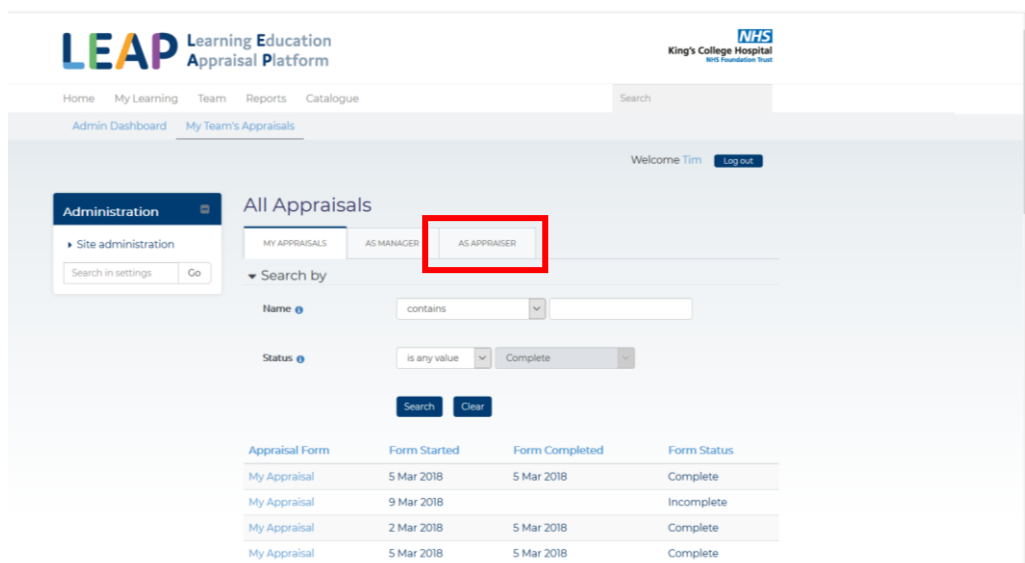 LEAP Learning Education
Appraisal Platform
NHS
King's College Hospital
NHS Foundation Trust
Home My Learning Team Reports Catalogue Search
Admin Dashboard My Team's Appraisals
Welcome Tim Log out
Administration
Site administration
Search in settings Go
All Appraisals
MY APPRAISALS AS MANAGER AS APPRAISER
Search by
Name contains
Status is any value Complete
Search Clear
Appraisal Form Form Started Form Completed Form Status
My Appraisal 5 Mar 2018 5 Mar 2018 Complete
My Appraisal 9 Mar 2018 Incomplete
My Appraisal 2 Mar 2018 5 Mar 2018 Complete
My Appraisal 5 Mar 2018 5 Mar 2018 Complete